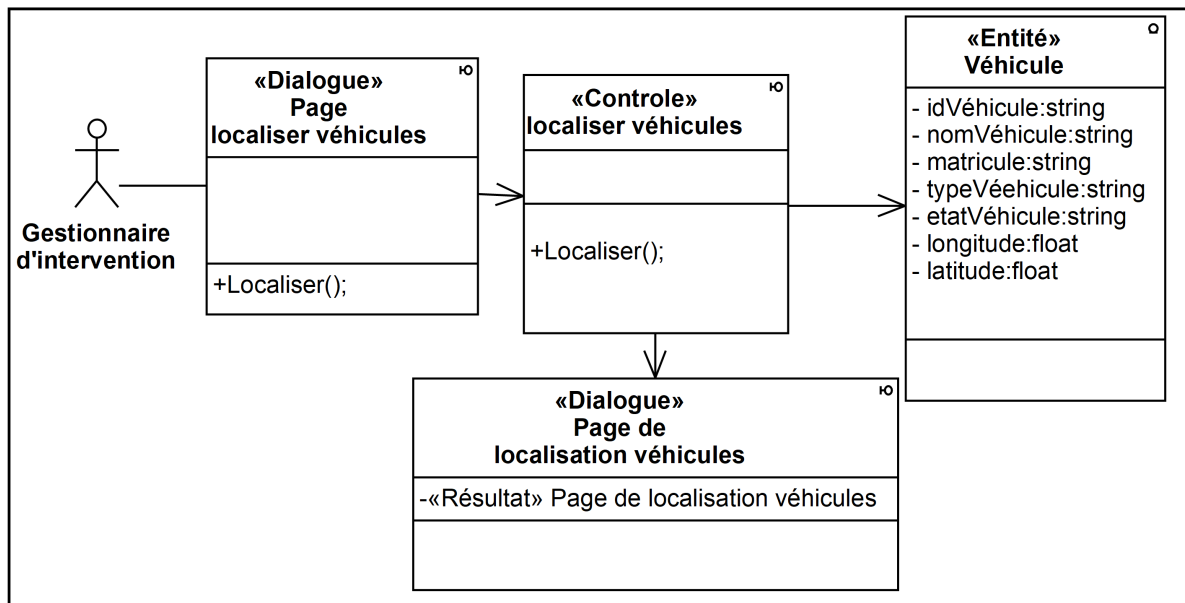 Gestionnaire
d'intervention
«Dialogue»
Page
localiser véhicules
+Localiser();
«Controle»
localiser véhicules
+Localiser();
«Entité»
Véhicule
- idVéhicule:string
- nomVéhicule:string
- matricule:string
- typeVéehicule:string
- etatVéhicule:string
- longitude:float
- latitude:float
«Dialogue»
Page de
localisation véhicules
-«Résultat» Page de localisation véhicules